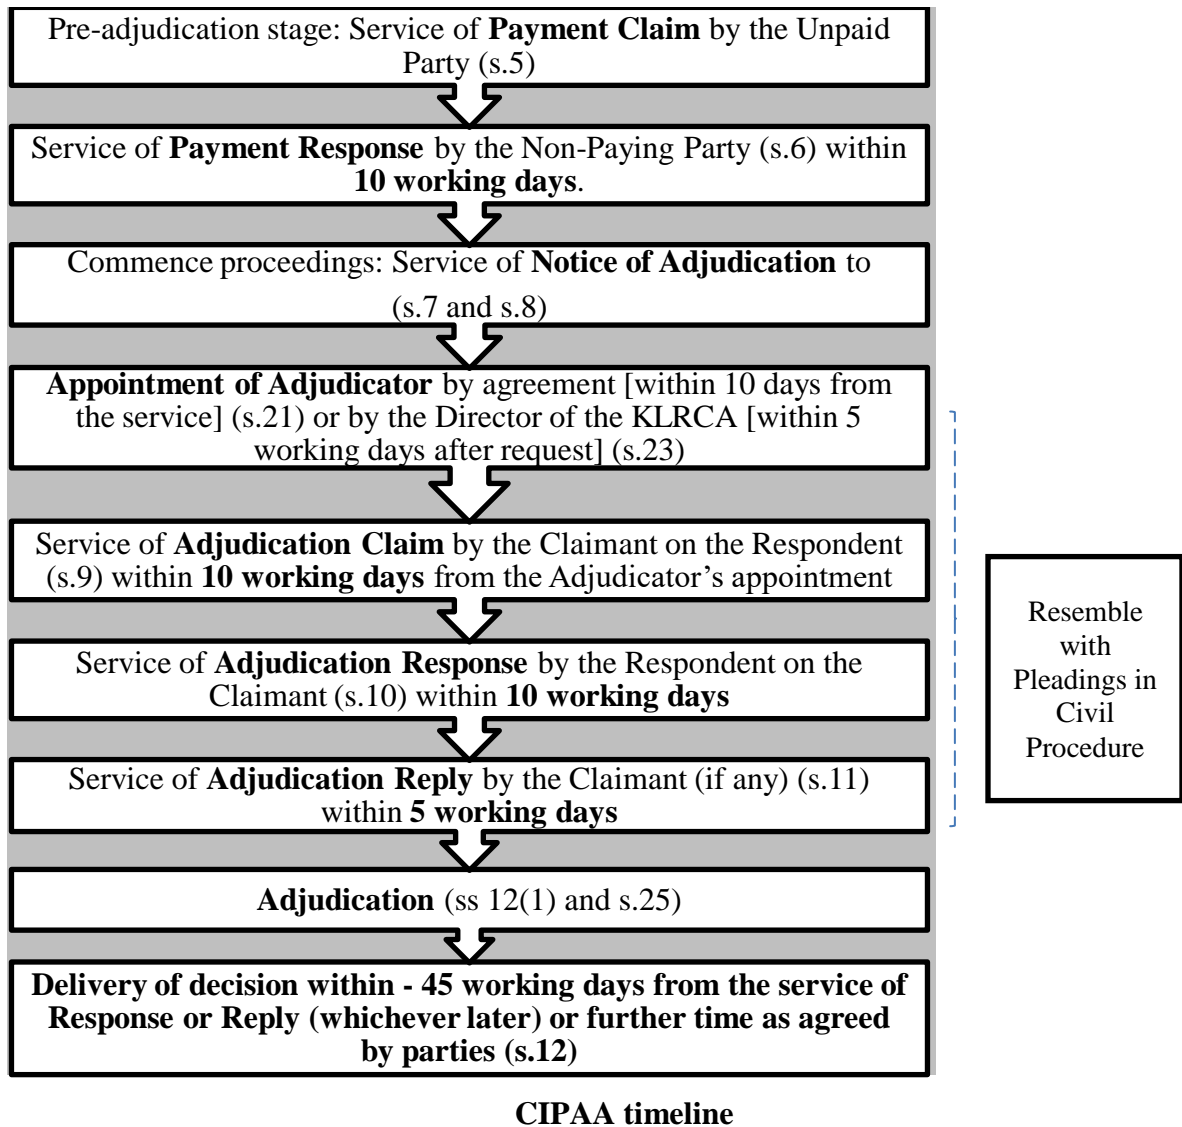 Pre-adjudication stage: Service of Payment Claim by the Unpaid
Party (s.5)
Service of Payment Response by the Non-Paying Party (s.6) within
10 working days.
Commence proceedings: Service of Notice of Adjudication to
(s.7 and s.8)
Appointment of Adjudicator by agreement [within 10 days from
the service] (s.21) or by the Director of the KLRCA [within 5
working days after request] (s.23)
Service of Adjudication Claim by the Claimant on the Respondent
(s.9) within 10 working days from the Adjudicator’s appointment
Service of Adjudication Response by the Respondent on the
Claimant (s.10) within 10 working days
Service of Adjudication Reply by the Claimant (if any) (s.11)
within 5 working days
Adjudication (ss 12(1) and s.25)
Delivery of decision within - 45 working days from the service of
Response or Reply (whichever later) or further time as agreed
by parties (s.12)
Resemble
with
Pleadings in
Civil
Procedure
CIPAA timeline